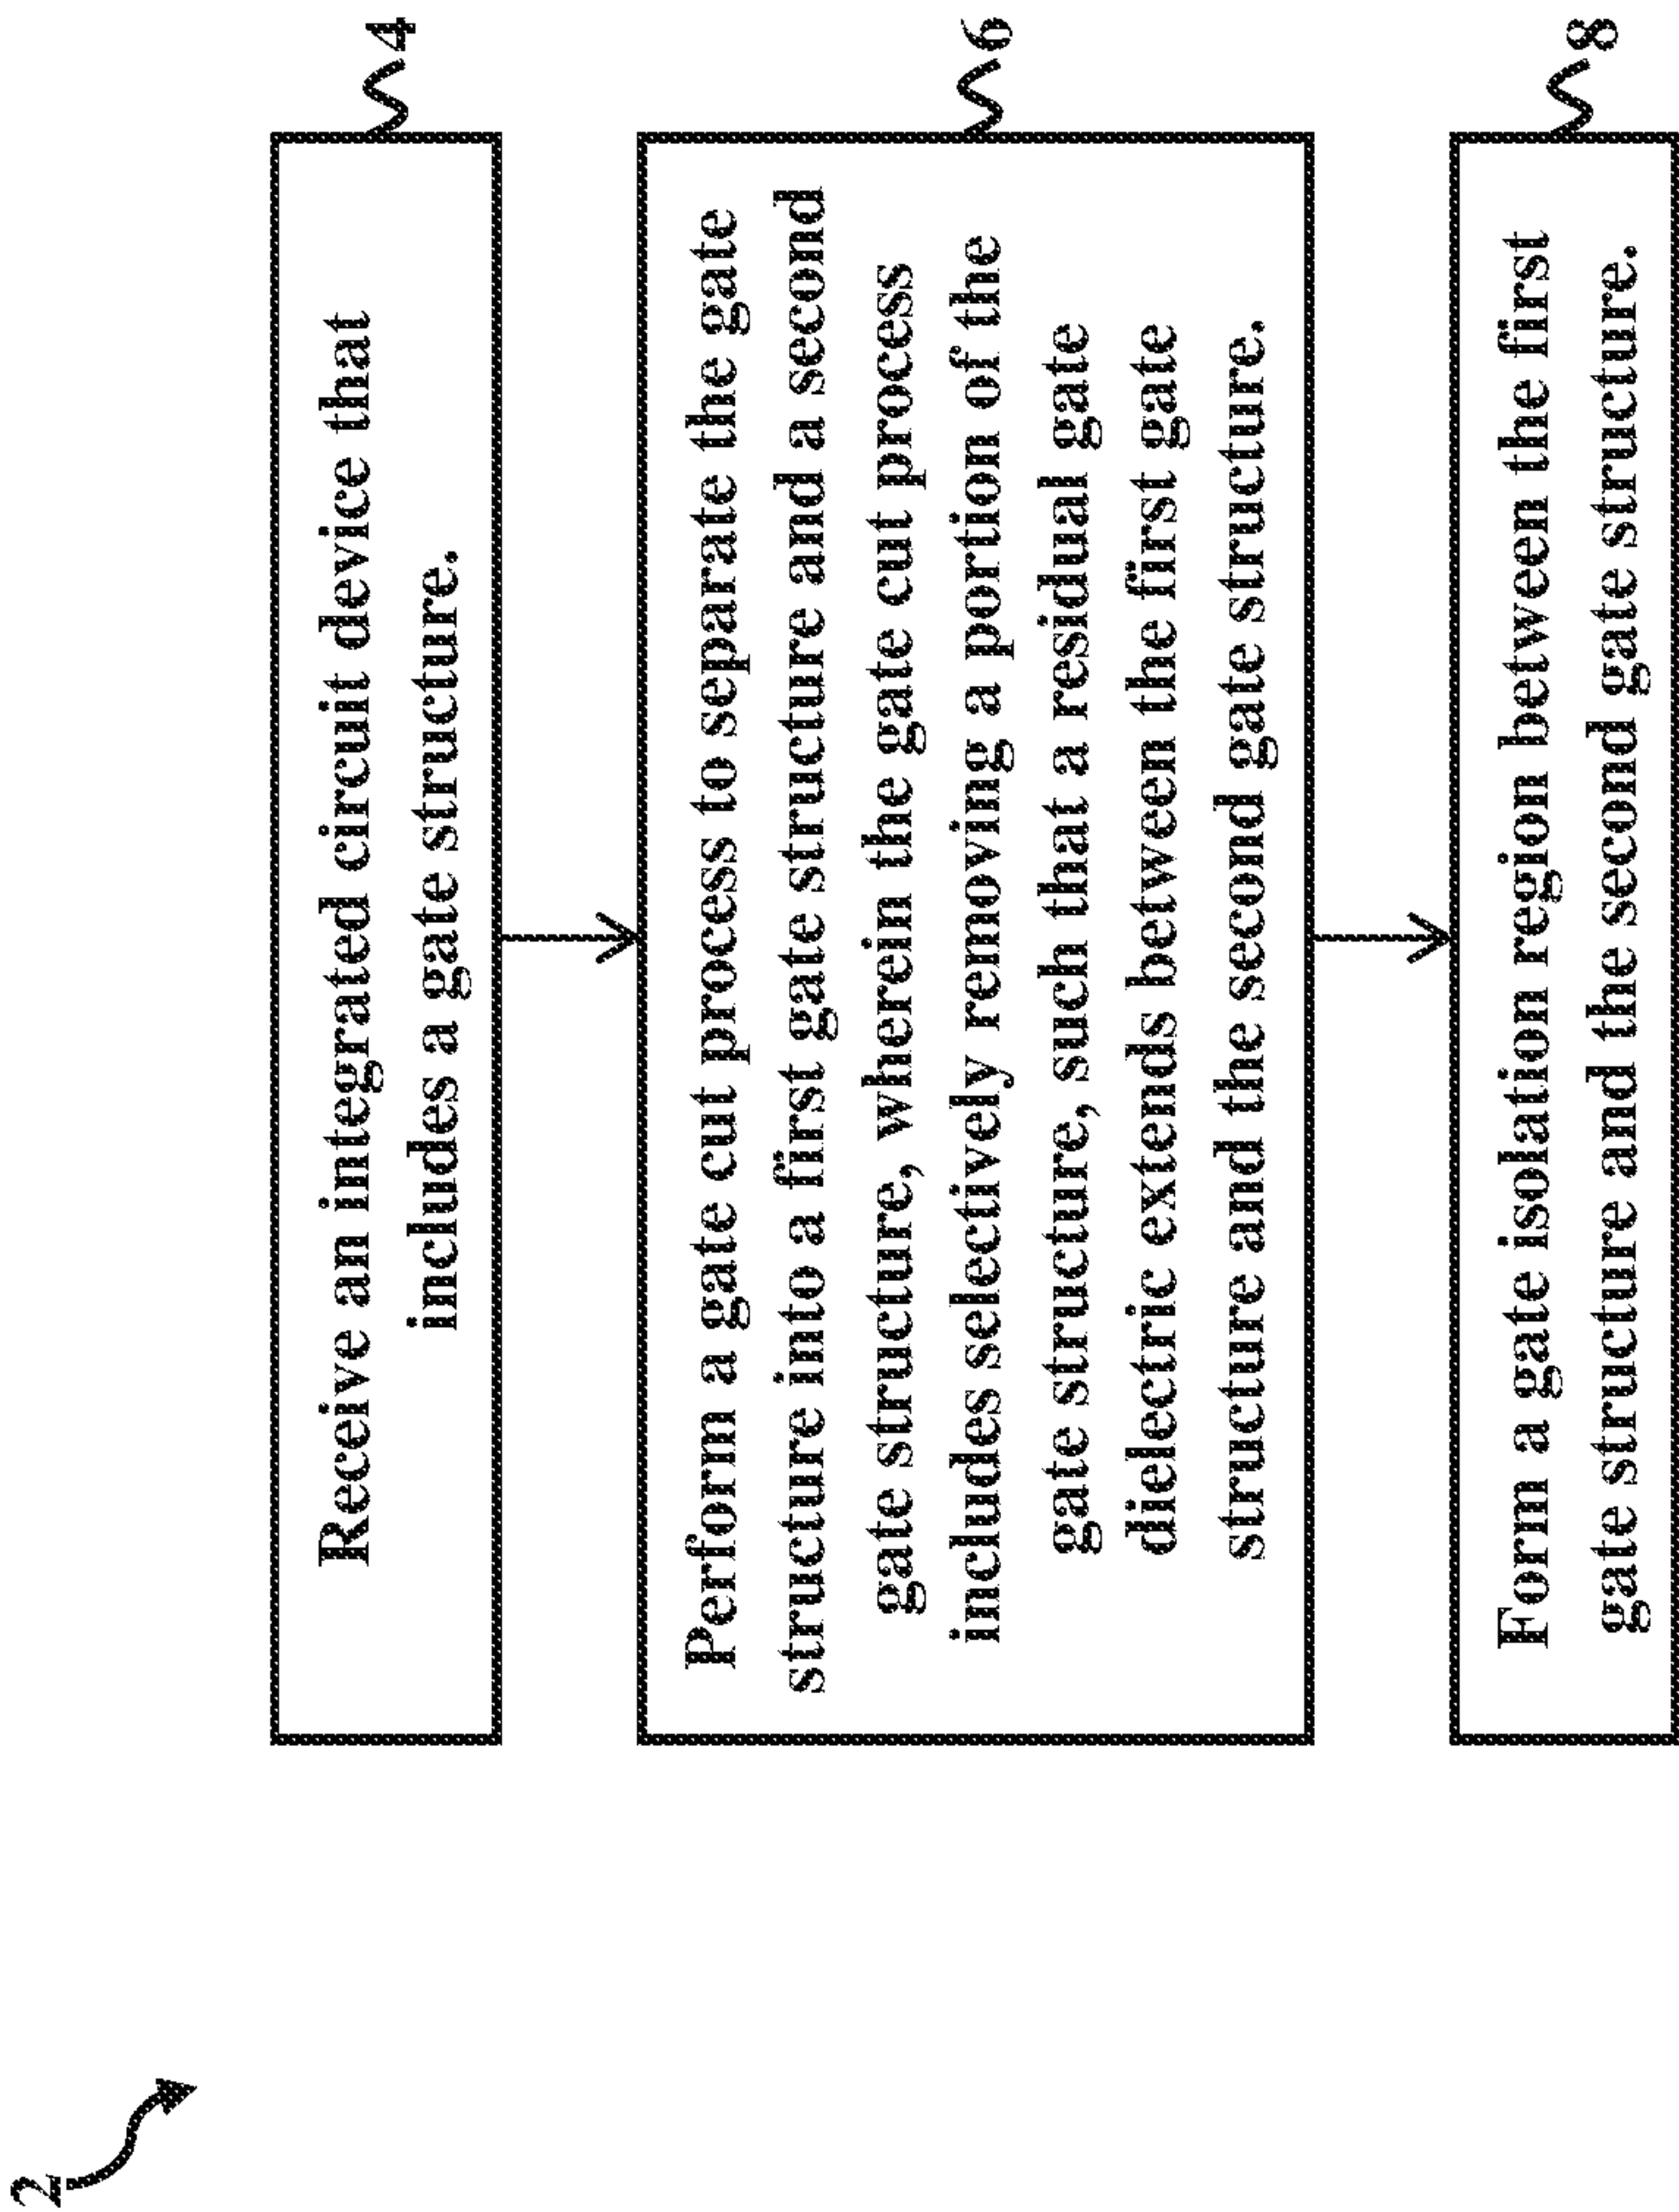 2
Receive an integrated circuit device that
includes a gate structure.
4
Perform a gate cut process to separate the gate
structure into a first gate structure and a second
gate structure, wherein the gate cut process
includes selectively removing a portion of the
gate structure, such that a residual gate
dielectric extends between the first gate
structure and the second gate structure.
6
Form a gate isolation region between the first
gate structure and the second gate structure.
8